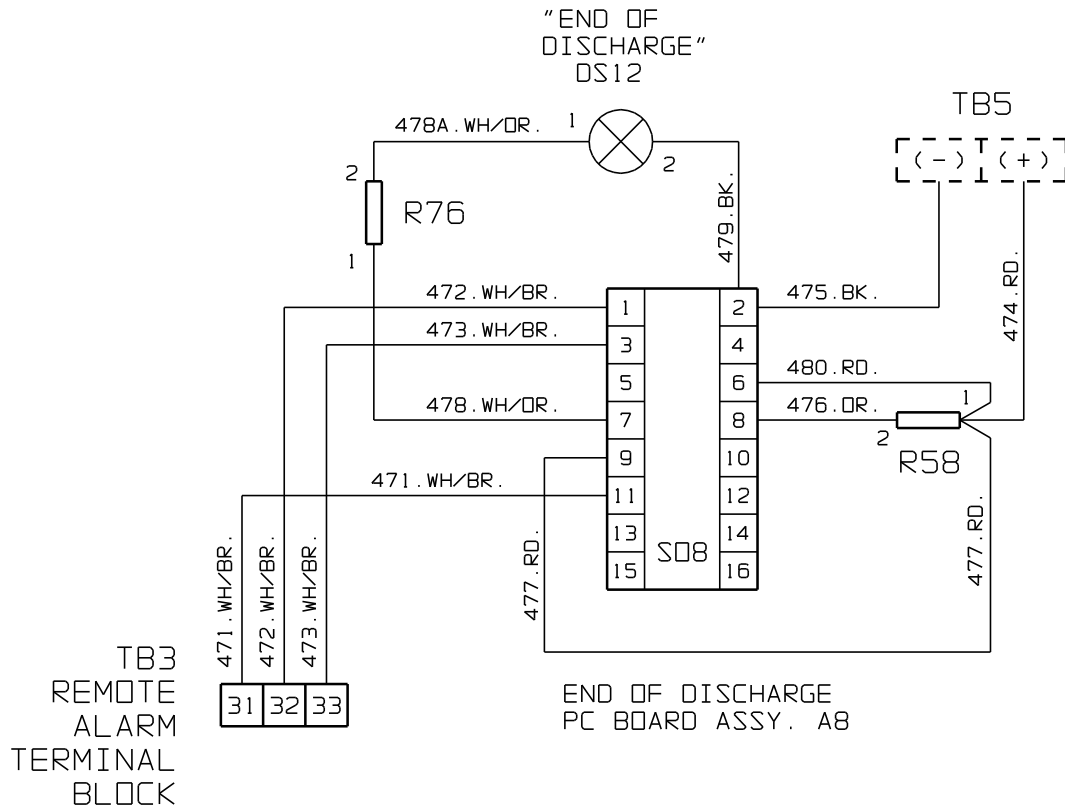 "END OF
DISCHARGE"
DS12
TB5
478A.WH/OR.
1
2
(-)
(+)
2
R76
1
479.BK.
474.RD.
472.WH/BR.
1
2
475.BK.
473.WH/BR.
3
4
5
6
480.RD.
1
478.WH/OR.
7
8
476.OR.
2
R58
9
10
471.WH/BR.
11
12
13
14
SO8
15
16
477.RD.
477.RD.
471.WH/BR.
472.WH/BR.
473.WH/BR.
TB3
REMOTE
ALARM
TERMINAL
BLOCK
31
32
33
END OF DISCHARGE
PC BOARD ASSY. A8